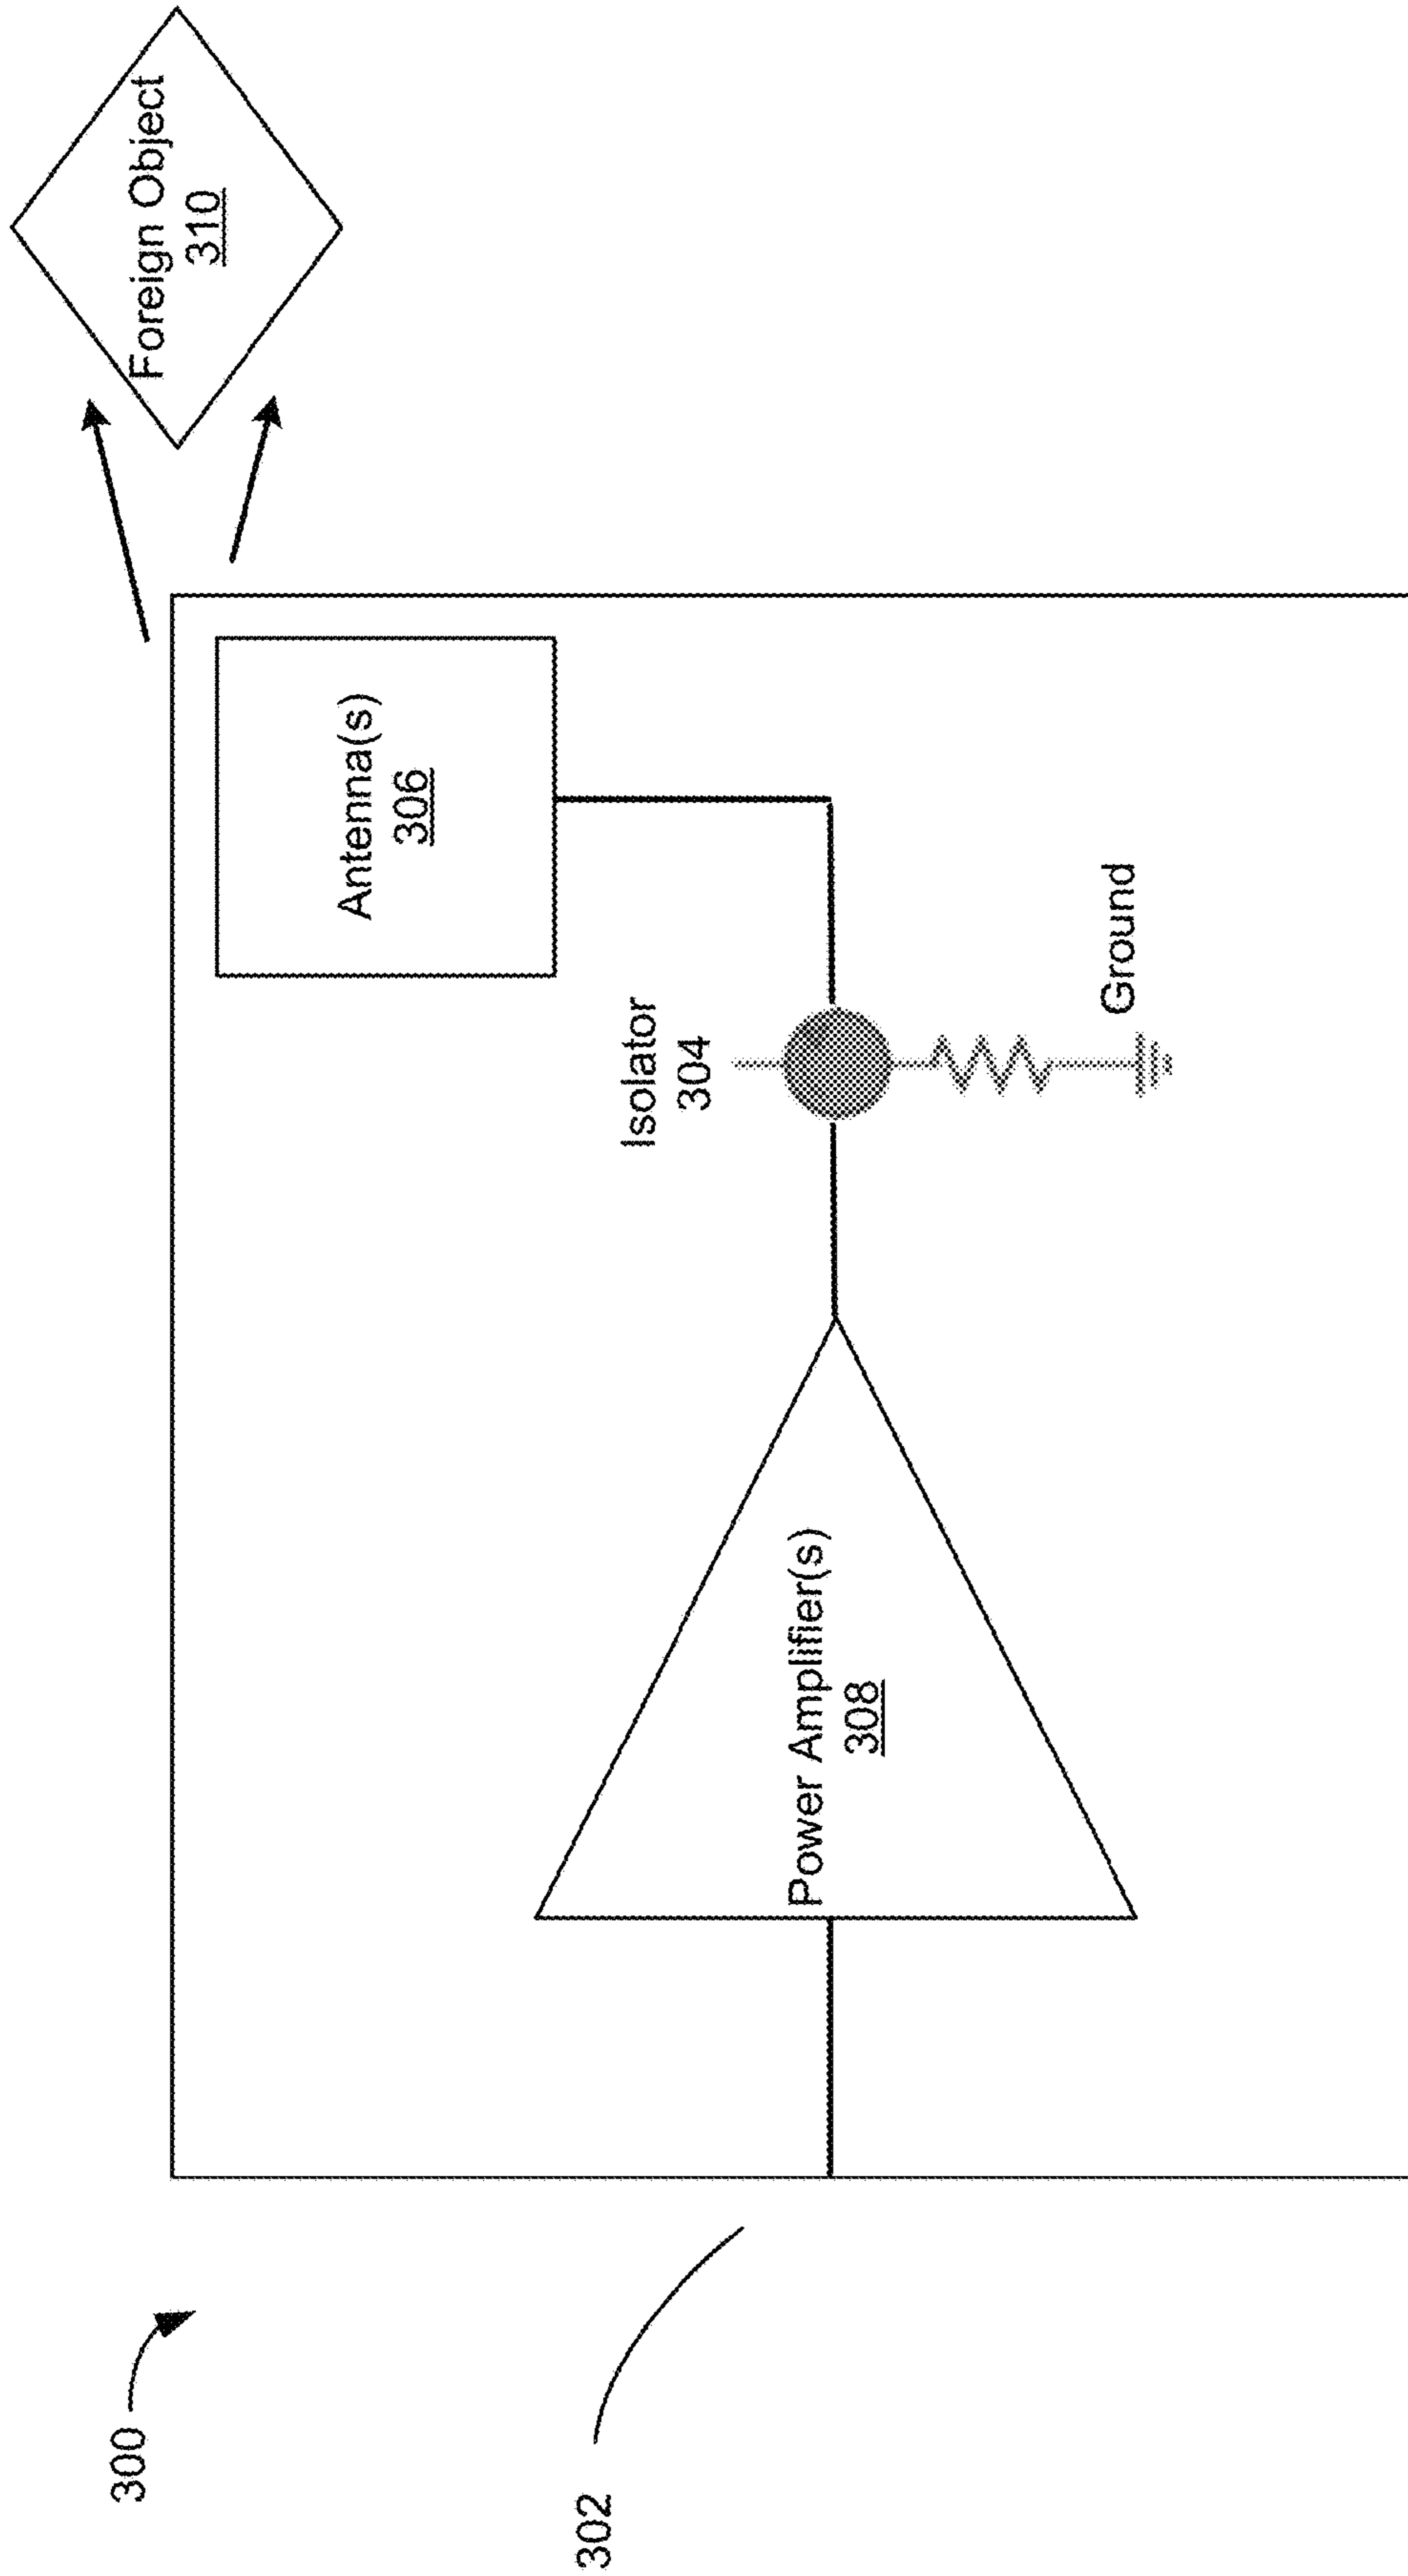 300
302
Power Amplifier(s)
308
Isolator
304
Ground
Antenna(s)
306
Foreign Object
310